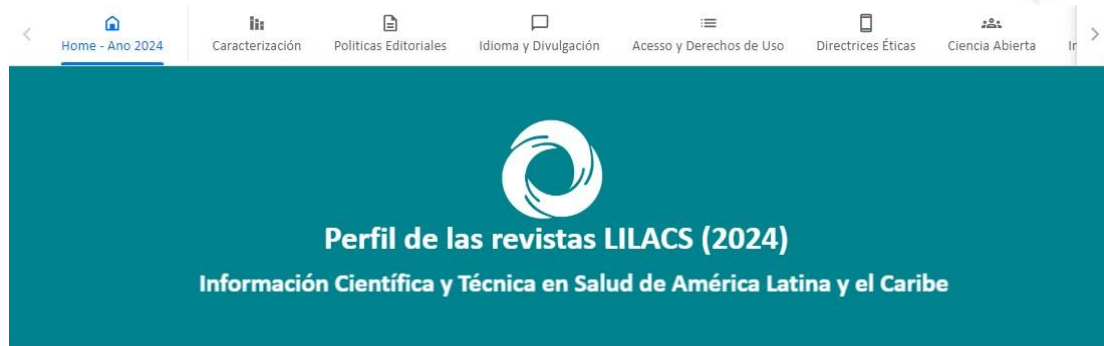 Home - Ano 2024
Caracterización
Politicas Editoriales
Idioma y Divulgación
Acesso y Derechos de Uso
Directrices Éticas
Ciencia Abierta
Perfil de las revistas LILACS (2024)
Información Científica y Técnica en Salud de América Latina y el Caribe